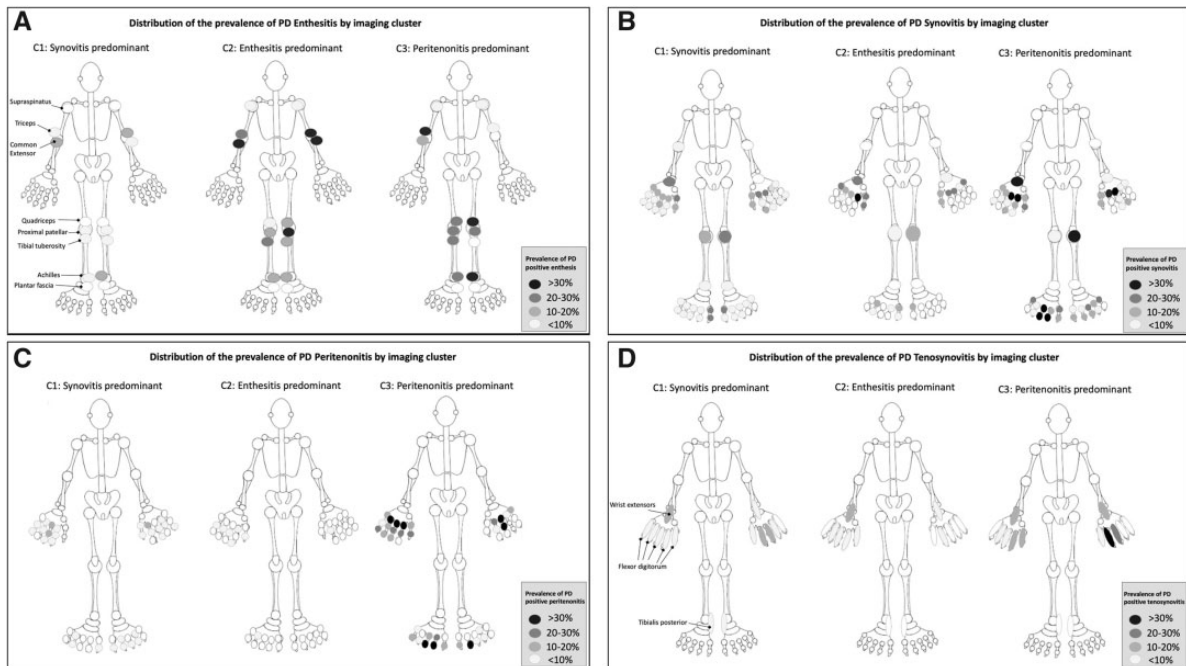 A
Distribution of the prevalence of PD Enthesitis by imaging cluster
C1: Synovitis predominant
C2: Enthesitis predominant
C3: Peritenonitis predominant
Supraspinatus
Triceps
Common
Extensor
Quadriceps
Proximal patellar
Tibial tuberosity
Achilles
Plantar fascia
Prevalence of PD
positive enthesis
>30%
20-30%
10-20%
<10%
B
Distribution of the prevalence of PD Synovitis by imaging cluster
C1: Synovitis predominant
C2: Enthesitis predominant
C3: Peritenonitis predominant
Prevalence of PD
positive synovitis
>30%
20-30%
10-20%
<10%
C
Distribution of the prevalence of PD Peritenonitis by imaging cluster
C1: Synovitis predominant
C2: Enthesitis predominant
C3: Peritenonitis predominant
Prevalence of PD
positive peritenonitis
>30%
20-30%
10-20%
<10%
D
Distribution of the prevalence of PD Tenosynovitis by imaging cluster
C1: Synovitis predominant
C2: Enthesitis predominant
C3: Peritenonitis predominant
Wrist extensors
Flexor digitorum
Tibialis posterior
Prevalence of PD
positive tenosynovitis
>30%
20-30%
10-20%
<10%